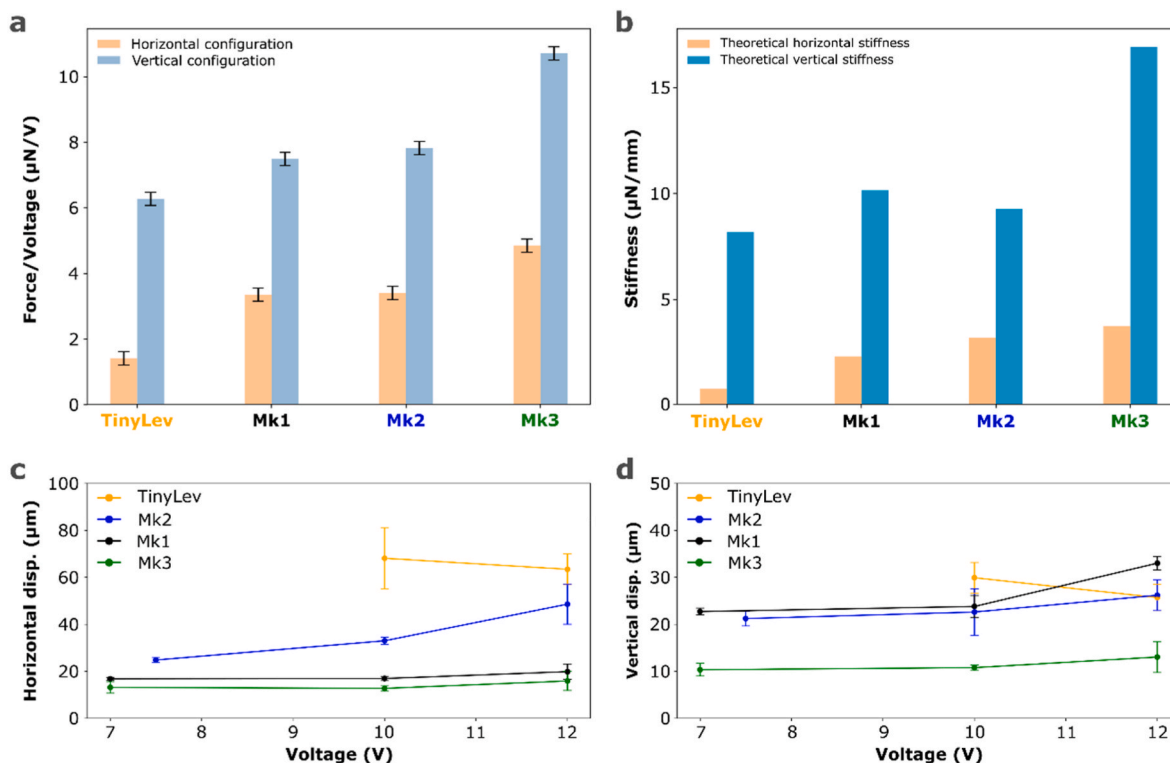 a
Horizontal configuration
Vertical configuration
Force/Voltage (µN/V)
10
8
6
4
2
0
TinyLev Mk1 Mk2 Mk3
b
Theoretical horizontal stiffness
Theoretical vertical stiffness
Stiffness (µN/mm)
15
10
5
0
TinyLev Mk1 Mk2 Mk3
c
TinyLev
Mk2
Mk1
Mk3
Horizontal disp. (µm)
100
80
60
40
20
0
7 8 9 10 11 12
Voltage (V)
d
TinyLev
Mk2
Mk1
Mk3
Vertical disp. (µm)
50
40
30
20
10
0
7 8 9 10 11 12
Voltage (V)